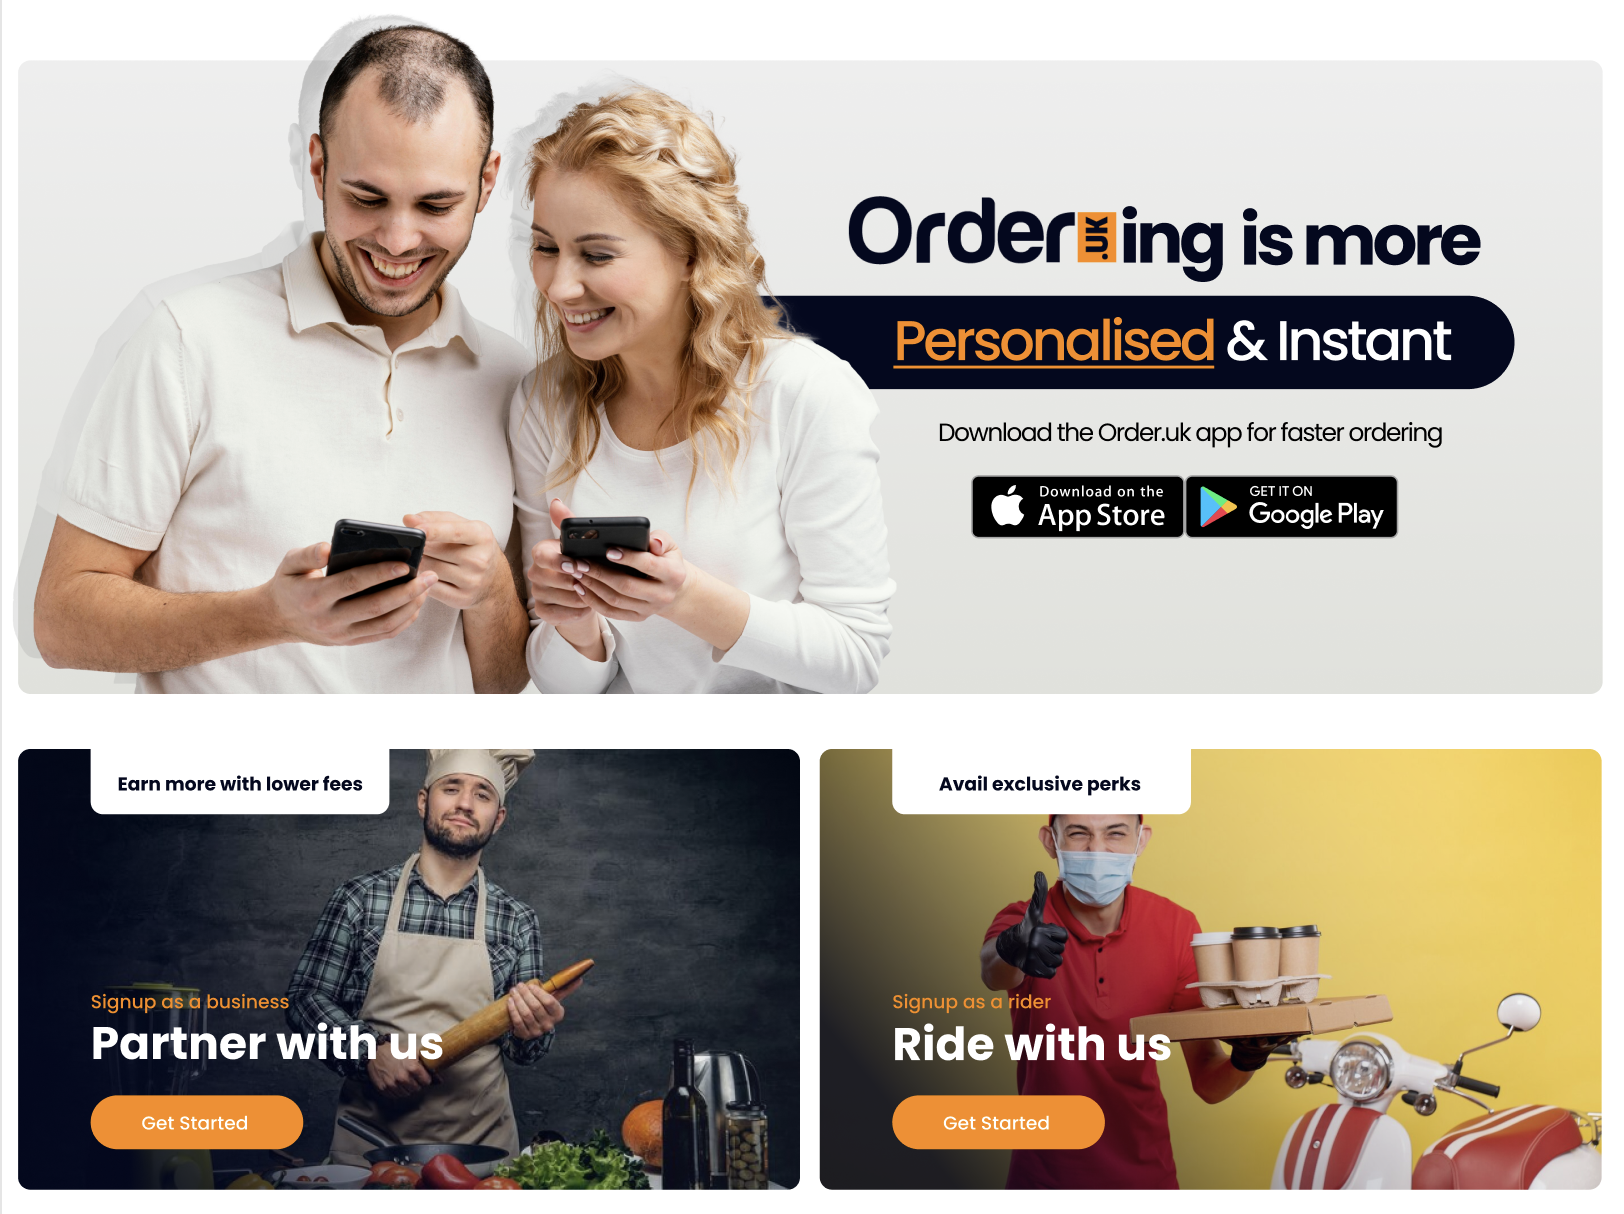 Order.UKing is more
Personalised & Instant
Download the Order.uk app for faster ordering
Download on the
App Store
GET IT ON
Google Play
Earn more with lower fees
Signup as a business
Partner with us
Get Started
Avail exclusive perks
Signup as a rider
Ride with us
Get Started